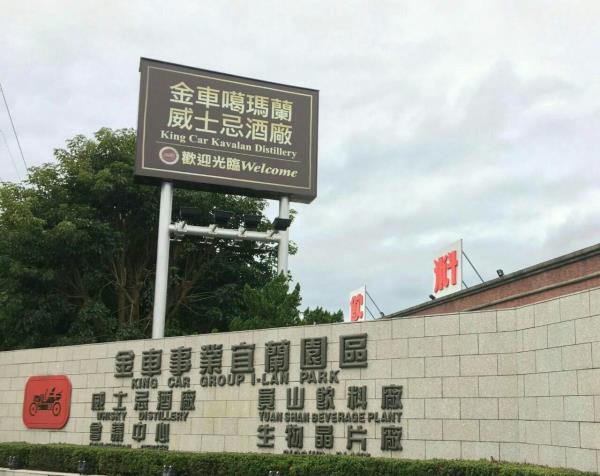 金車噶瑪蘭
威士忌酒廠
King Car Kavalan Distillery
歡迎光臨Welcome
料
飲
金車事業宜蘭園區
KING CAR GROUP I-LAN PARK
威士忌酒廠
WHISKY DISTILLERY
會議中心
員山飲料廠
YUAN SHAN BEVERAGE PLANT
生物晶片廠